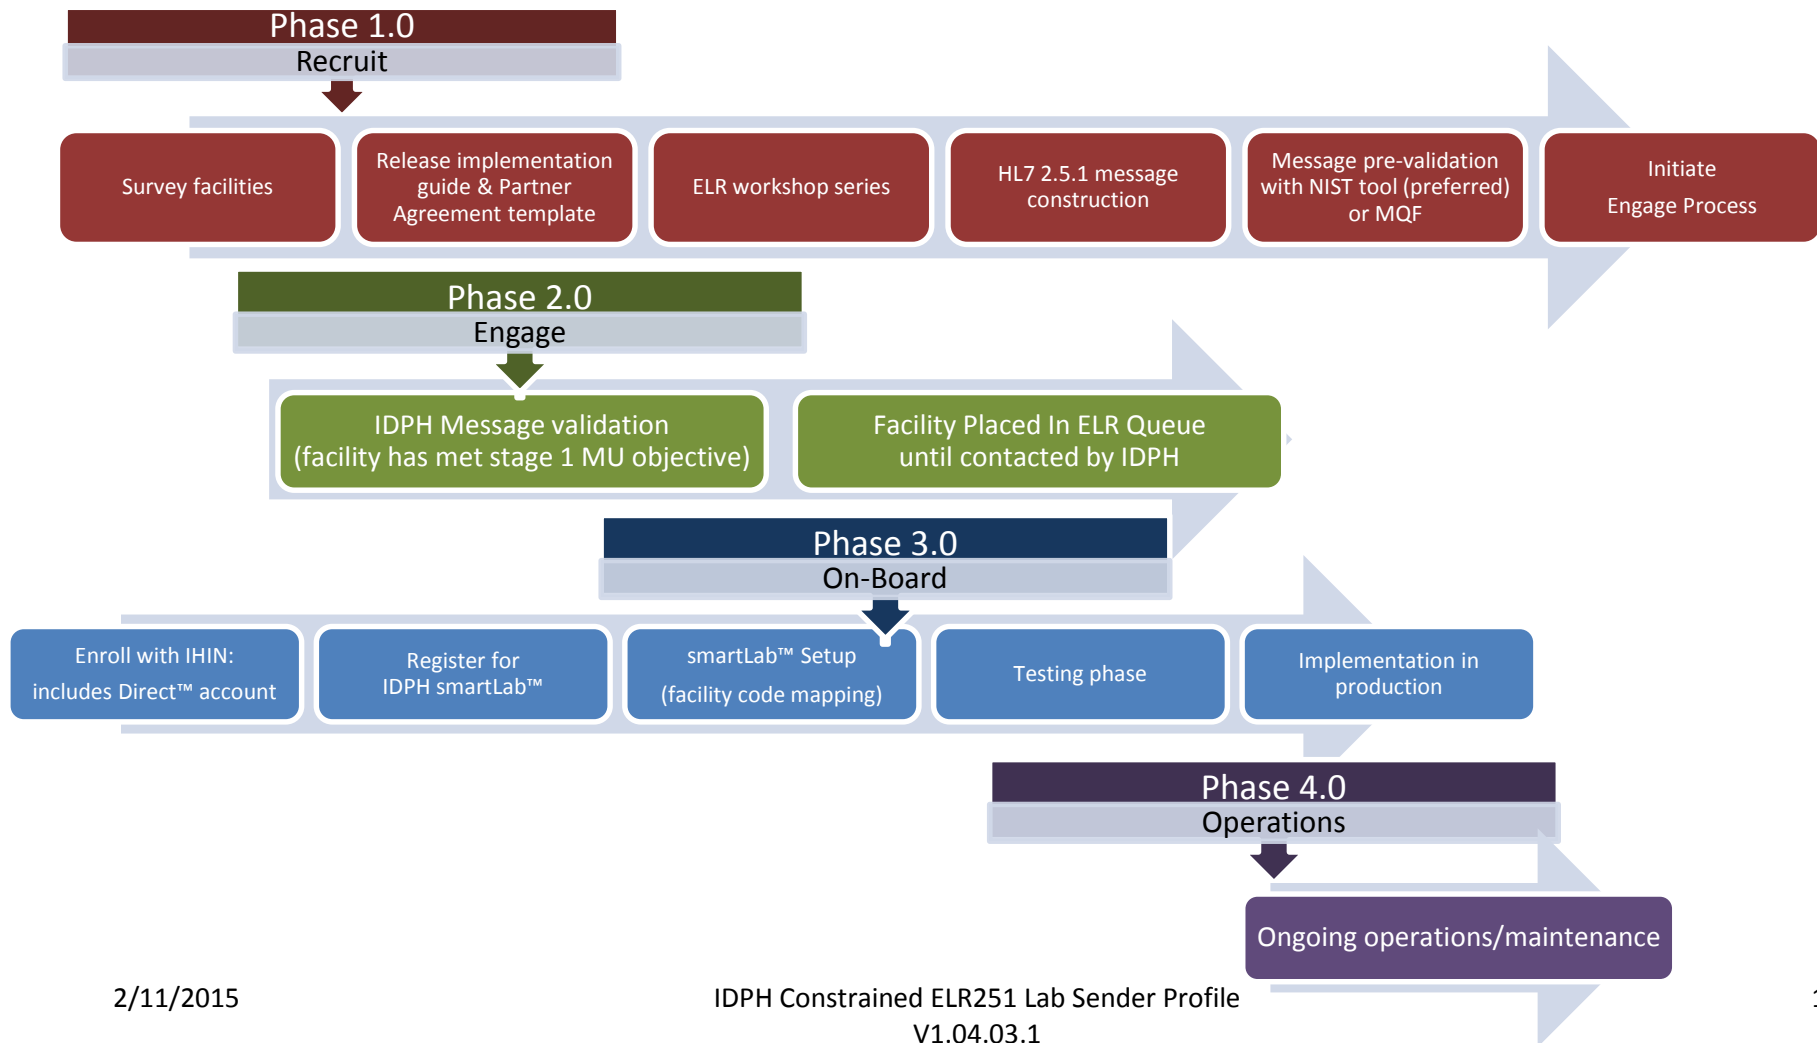 Phase 1.0
Recruit
Survey facilities
Release implementation
guide & Partner
Agreement template
ELR workshop series
HL7 2.5.1 message
construction
Message pre-validation
with NIST tool (preferred)
or MQF
Initiate
Engage Process
Phase 2.0
Engage
IDPH Message validation
(facility has met stage 1 MU objective)
Facility Placed In ELR Queue
until contacted by IDPH
Phase 3.0
On-Board
Enroll with IHIN:
includes Direct™ account
Register for
IDPH smartLab™
smartLab™ Setup
(facility code mapping)
Testing phase
Implementation in
production
Phase 4.0
Operations
Ongoing operations/maintenance
2/11/2015
IDPH Constrained ELR251 Lab Sender Profile
V1.04.03.1